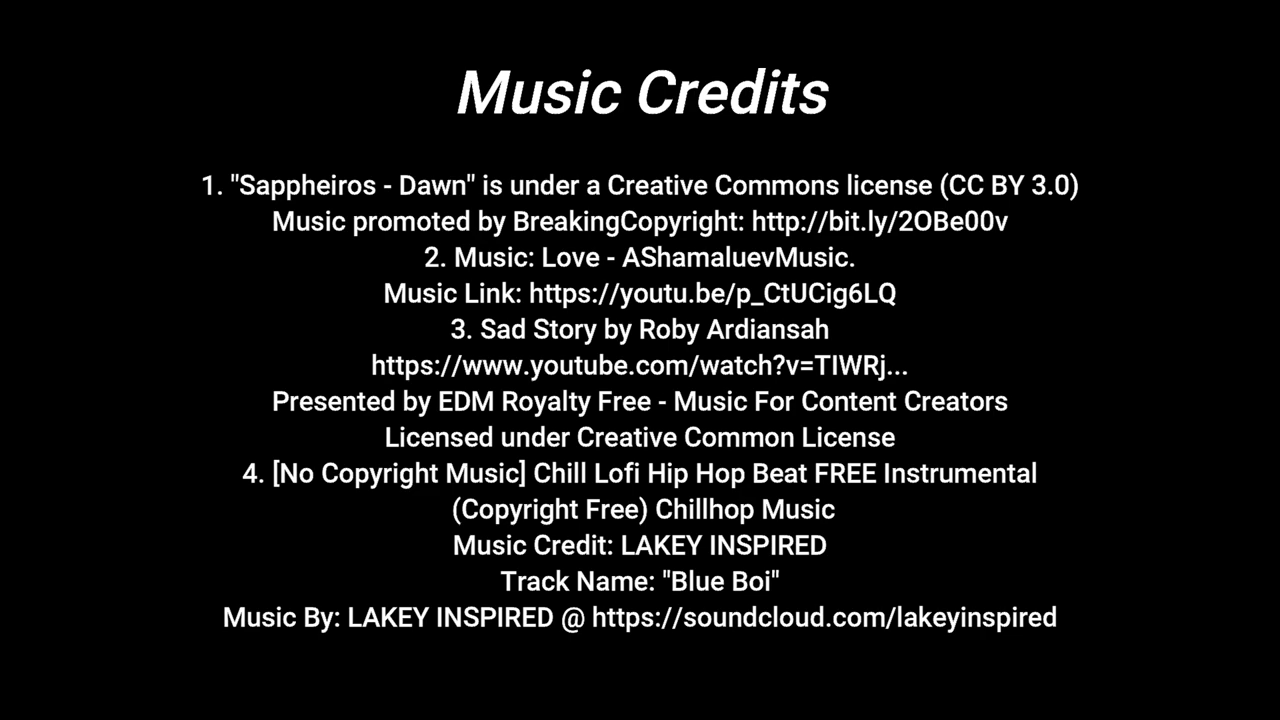 Music Credits
1. "Sappheiros - Dawn" is under a Creative Commons license (CC BY 3.0)
Music promoted by BreakingCopyright: http://bit.ly/2OBe00v
2. Music: Love - AShamaluevMusic.
Music Link: https://youtu.be/p_CtUCig6LQ
3. Sad Story by Roby Ardiansah
https://www.youtube.com/watch?v=TIWRj...
Presented by EDM Royalty Free - Music For Content Creators
Licensed under Creative Common License
4. [No Copyright Music] Chill Lofi Hip Hop Beat FREE Instrumental
(Copyright Free) Chillhop Music
Music Credit: LAKEY INSPIRED
Track Name: "Blue Boi"
Music By: LAKEY INSPIRED @ https://soundcloud.com/lakeyinspired